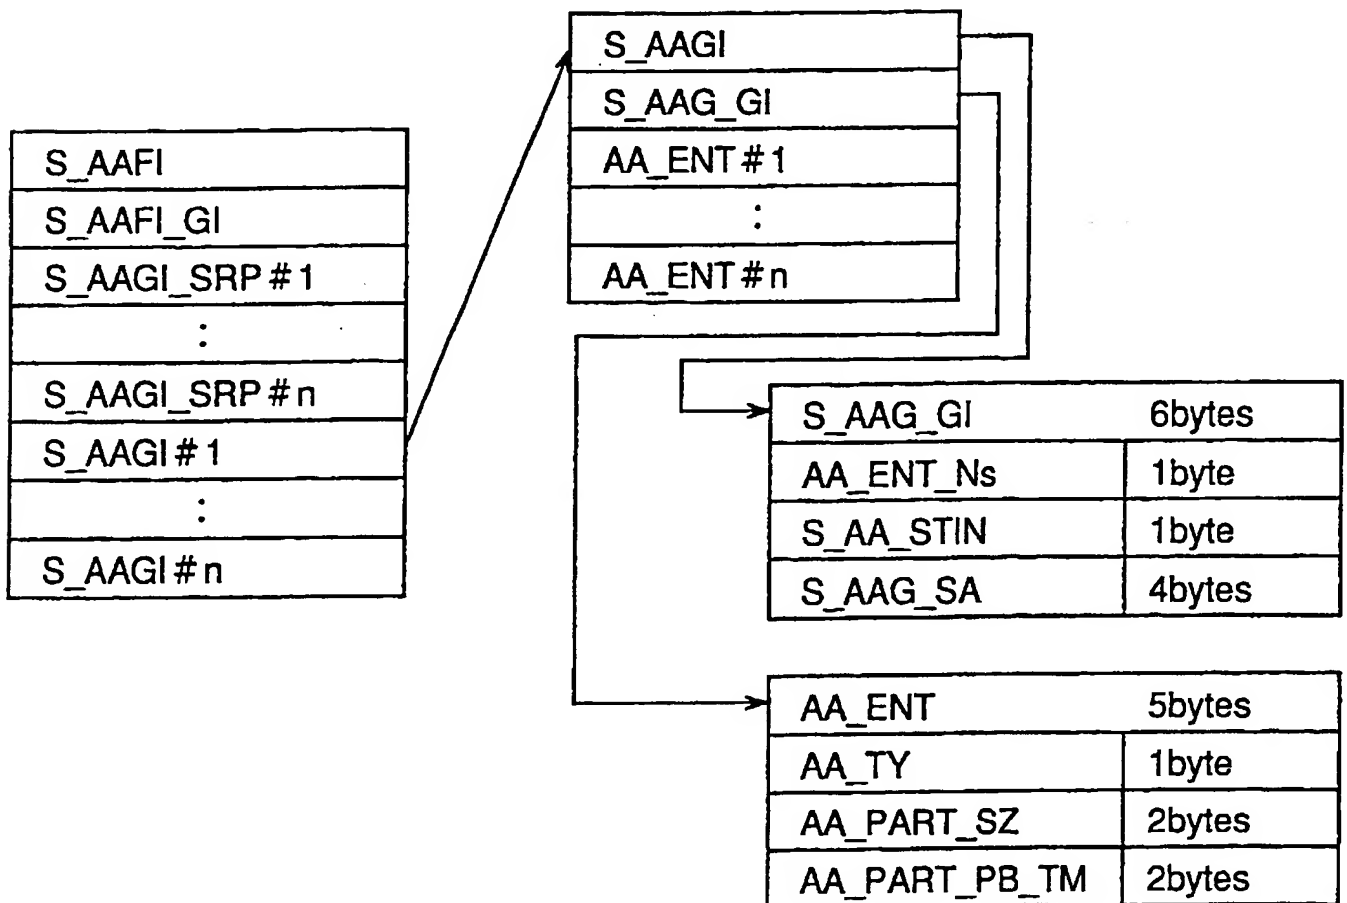 S_AAFI
S_AAFI_GI
S_AAGI_SRP#1
:
S_AAGI_SRP#n
S_AAGI#1
:
S_AAGI#n
S_AAGI
S_AAG_GI
AA_ENT#1
:
AA_ENT#n
S_AAG_GI 6bytes
AA_ENT_Ns 1byte
S_AA_STIN 1byte
S_AAG_SA 4bytes
AA_ENT 5bytes
AA_TY 1byte
AA_PART_SZ 2bytes
AA_PART_PB_TM 2bytes